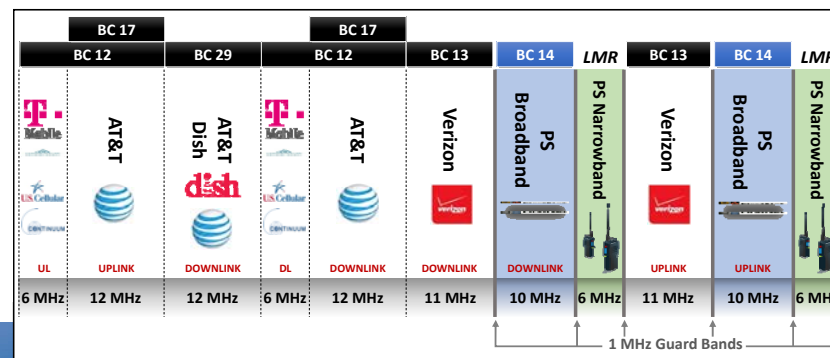 BC 17 BC 17
BC 12 BC 29 BC 12 BC 13 BC 14 LMR BC 13 BC 14 LMR
T Mobile
US Cellular
CONTINUUM
AT&T
AT&T
Dish
dish
T Mobile
US Cellular
CONTINUUM
AT&T
Verizon
verizon
PS
Broadband
PS Narrowband
Verizon
verizon
PS
Broadband
PS Narrowband
UL UPLINK DOWNLINK DL DOWNLINK DOWNLINK DOWNLINK UPLINK UPLINK
6 MHz 12 MHz 12 MHz 6 MHz 12 MHz 11 MHz 10 MHz 6 MHz 11 MHz 10 MHz 6 MH
1 MHz Guard Bands